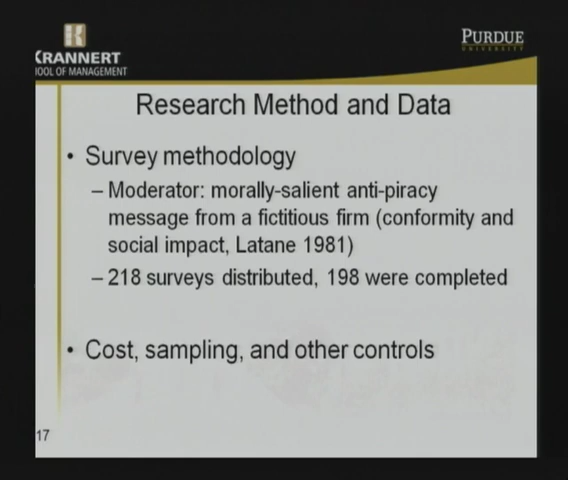 KRANNERT
OOL OF MANAGEMENT
PURDUE
UNIVERSITY
Research Method and Data
• Survey methodology
– Moderator: morally-salient anti-piracy
message from a fictitious firm (conformity and
social impact, Latane 1981)
– 218 surveys distributed, 198 were completed
• Cost, sampling, and other controls
17